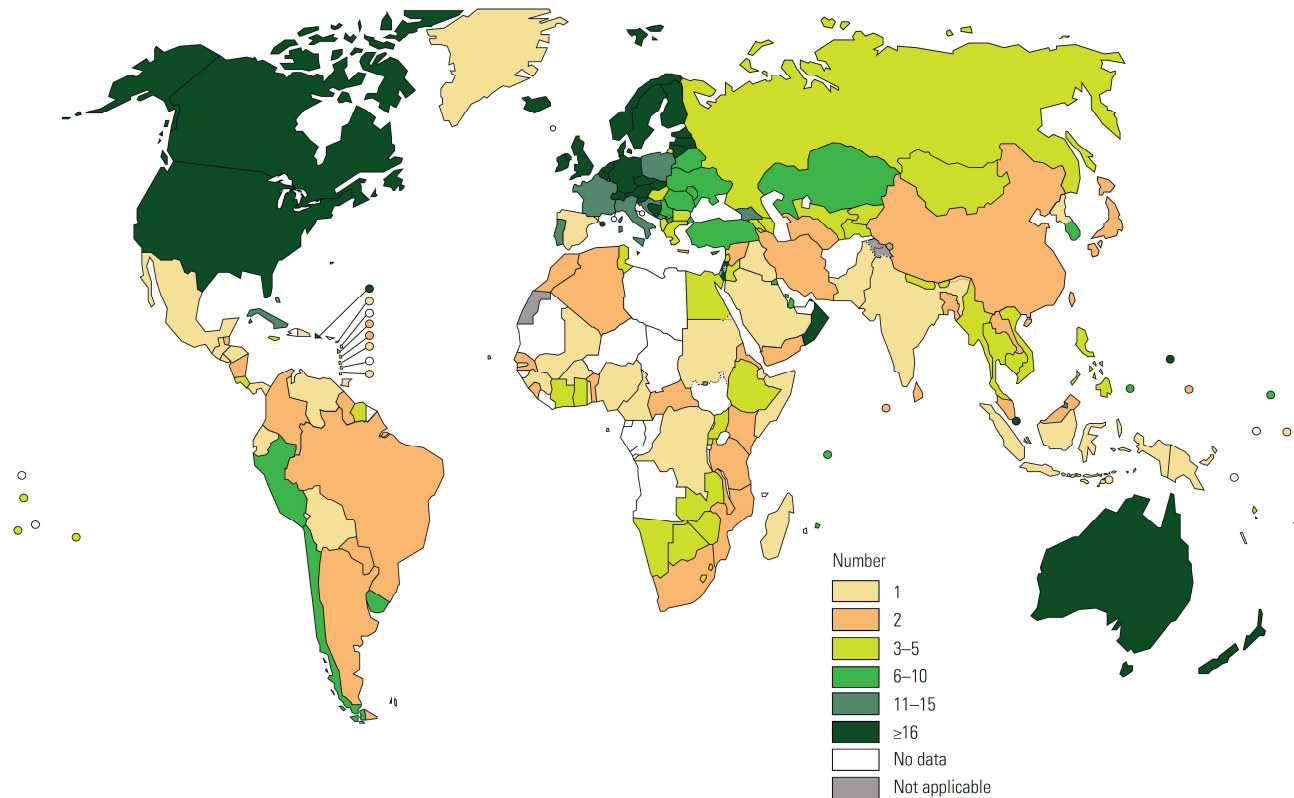 Number
1
2
3–5
6–10
11–15
≥16
No data
Not applicable